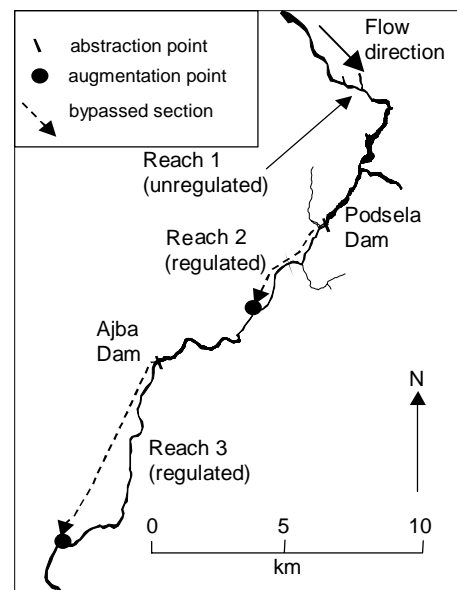 abstraction point
augmentation point
bypassed section
Flow
direction
Reach 1
(unregulated)
Podsela
Dam
Reach 2
(regulated)
Ajba
Dam
N
Reach 3
(regulated)
0 5 10
km